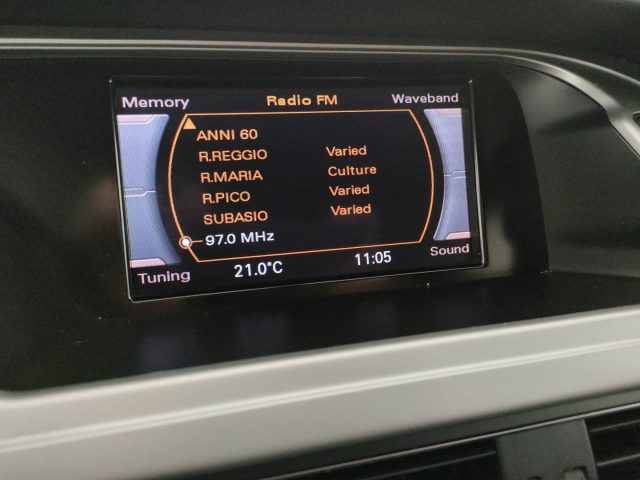 Memory Radio FM Waveband
ANNI 60
R.REGGIO Varied
R.MARIA Culture
R.PICO Varied
SUBASIO Varied
97.0 MHz
Tuning Sound
21.0°C 11:05